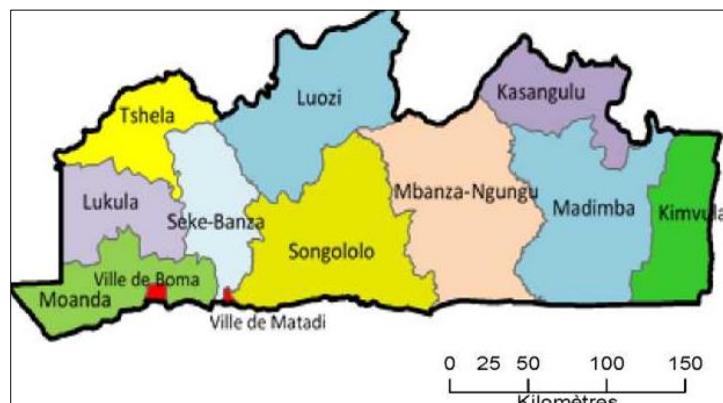 Kasangulu
Luozi
Tshela
Mbanza-Ngungu
Madimba
Kimvula
Lukula
Seke-Banza
Songololo
Ville de Boma
Moanda
Ville de Matadi
0 25 50 100 150
Kilomètres